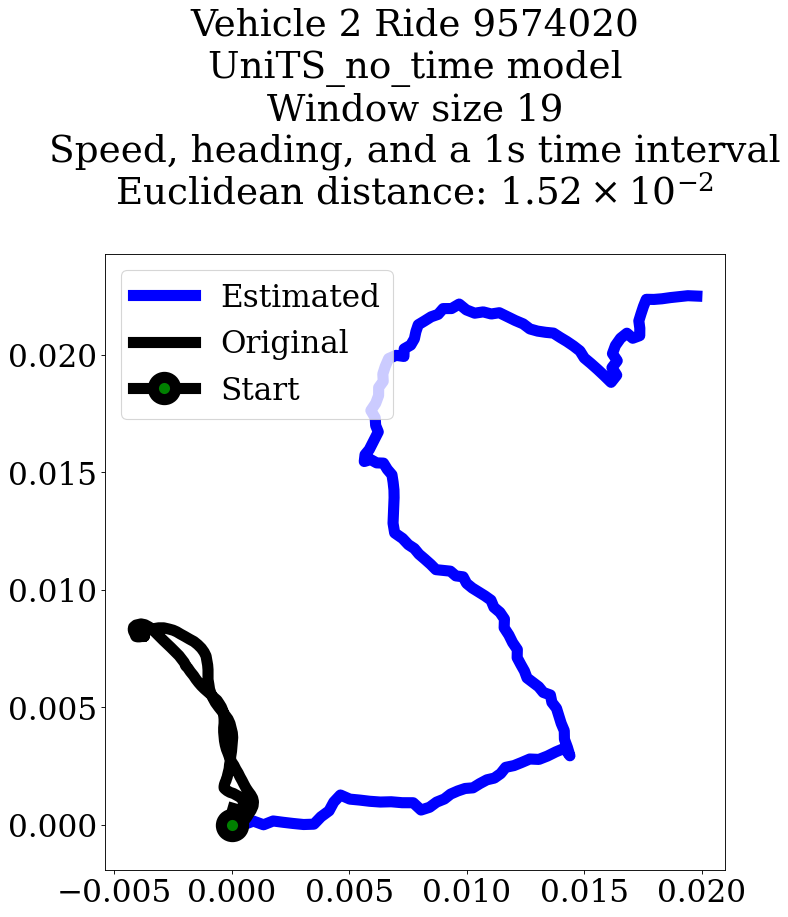 Vehicle 2 Ride 9574020
UniTS_no_time model
Window size 19
Speed, heading, and a 1s time interval
Euclidean distance: 1.52 × 10⁻²
Estimated
Original
Start
0.020
0.015
0.010
0.005
0.000
−0.005 0.000 0.005 0.010 0.015 0.020